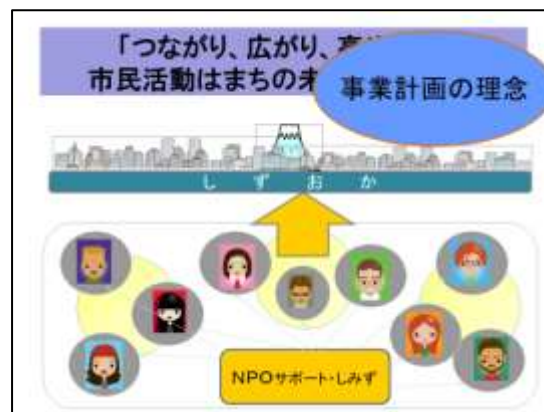 「つながり、広がり、
市民活動はまちの未
事業計画の理念
しずおか
NPOサポート・しみず